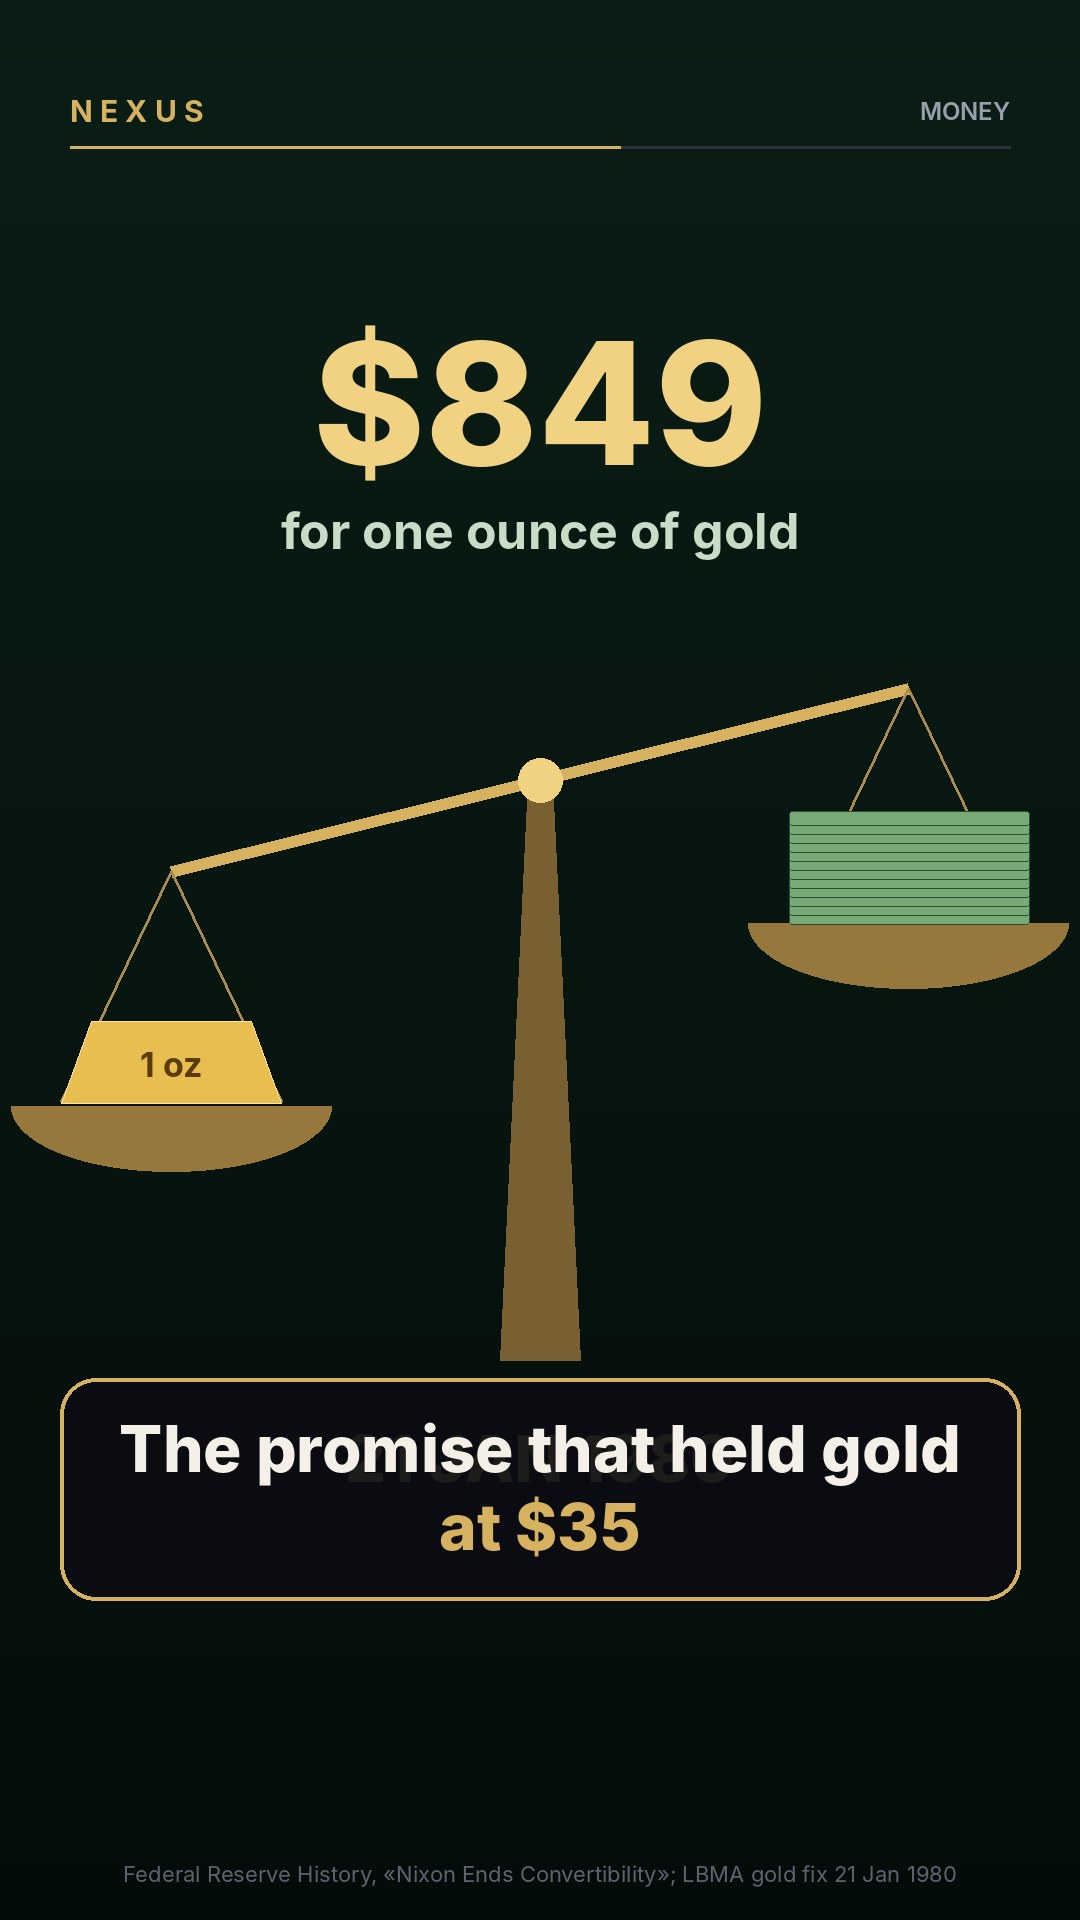 NEXUS
MONEY
$849
for one ounce of gold
1 oz
The promise that held gold
at $35
Federal Reserve History, «Nixon Ends Convertibility»; LBMA gold fix 21 Jan 1980